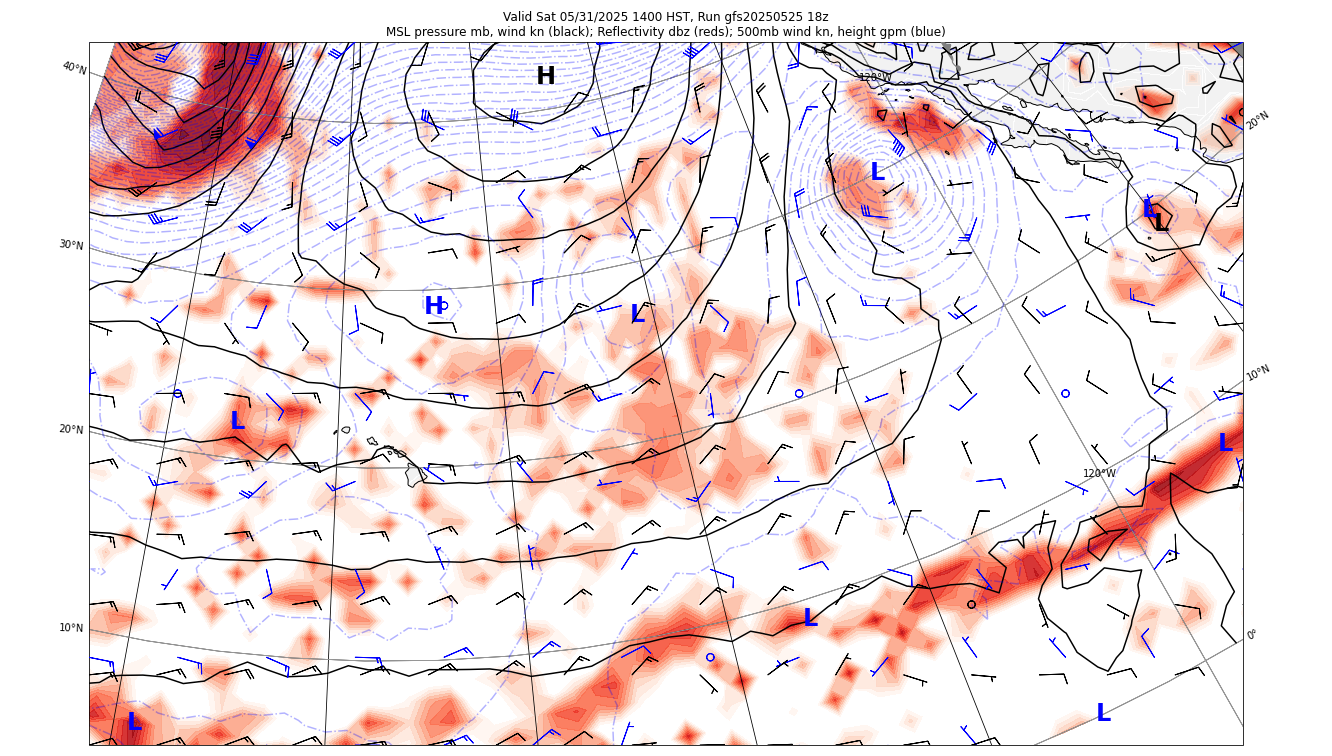 Valid Sat 05/31/2025 1400 HST, Run gfs20250525 18z
MSL pressure mb, wind kn (black); Reflectivity dbz (reds); 500mb wind kn, height gpm (blue)
40°N
H
120°W
20°N
L
L
L
30°N
H
L
10°N
L
20°N
L
120°W
10°N
L
0°
L
L